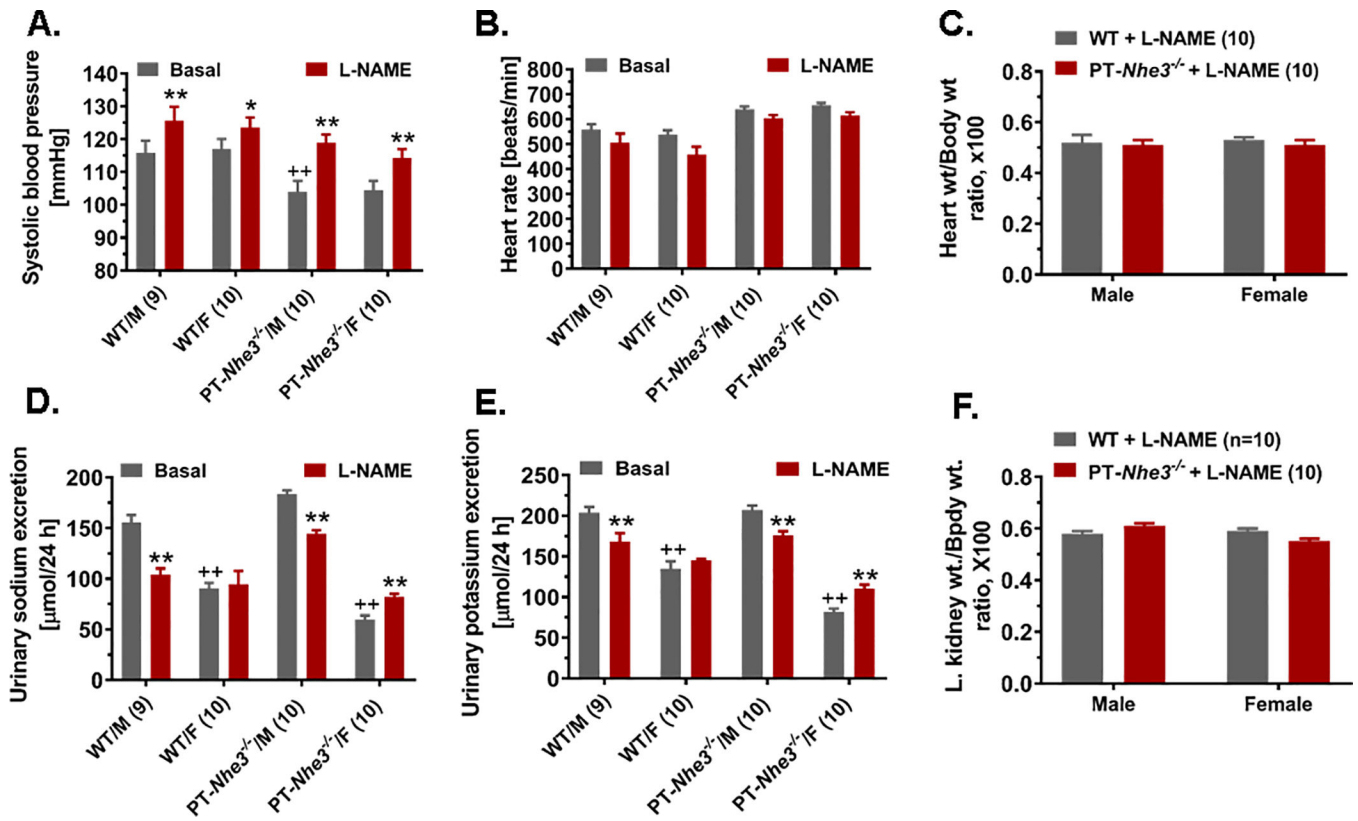 A.
Basal
L-NAME
Systolic blood pressure
[mmHg]
140
130
120
110
100
90
80
**
*
++
**
**
WT/M (9)
WT/F (10)
PT-Nhe3-/-/M (10)
PT-Nhe3-/-/F (10)
B.
Basal
L-NAME
Heart rate [beats/min]
800
700
600
500
400
300
200
100
0
WT/M (9)
WT/F (10)
PT-Nhe3-/-/M (10)
PT-Nhe3-/-/F (10)
C.
WT + L-NAME (10)
PT-Nhe3-/- + L-NAME (10)
Heart wt/Body wt
ratio, x100
0.8
0.6
0.4
0.2
0.0
Male
Female
D.
Basal
L-NAME
Urinary sodium excretion
[μmol/24 h]
200
150
100
50
0
**
++
**
++
**
WT/M (9)
WT/F (10)
PT-Nhe3-/-/M (10)
PT-Nhe3-/-/F (10)
E.
Basal
L-NAME
Urinary potassium excretion
[μmol/24 h]
250
200
150
100
50
0
**
++
**
++
**
WT/M (9)
WT/F (10)
PT-Nhe3-/-/M (10)
PT-Nhe3-/-/F (10)
F.
WT + L-NAME (n=10)
PT-Nhe3-/- + L-NAME (10)
L. kidney wt./Bpdy wt.
ratio, X100
0.8
0.6
0.4
0.2
0.0
Male
Female